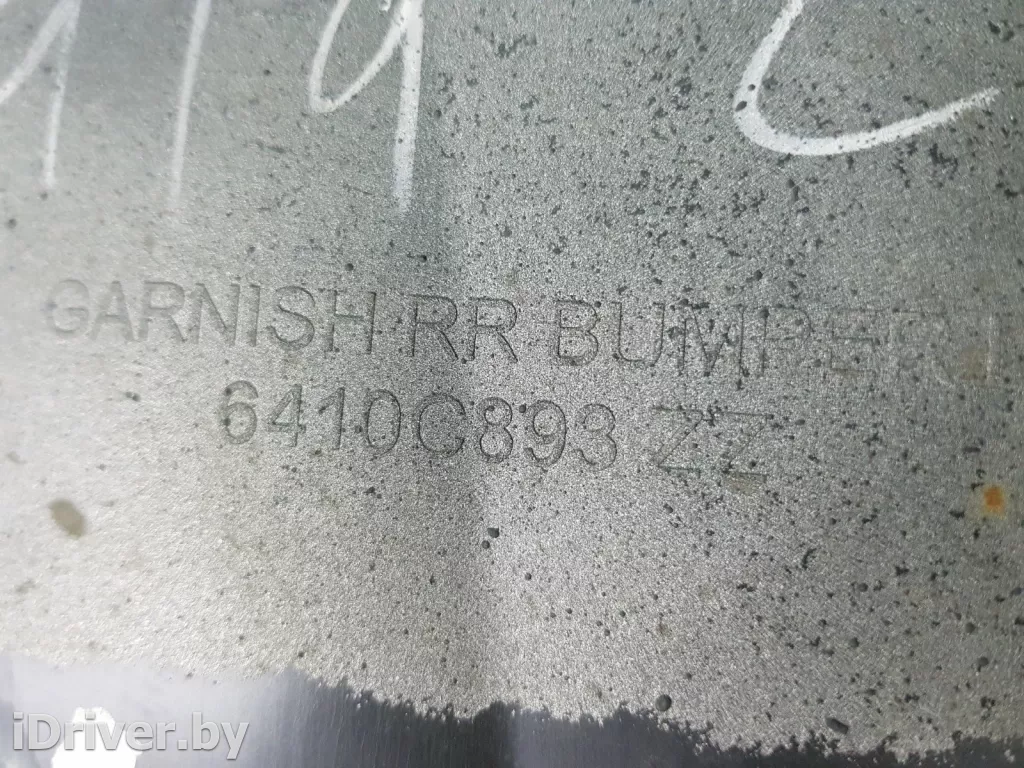 GARNISH RR BUMPER
6410C893 ZZ
iDriver.by